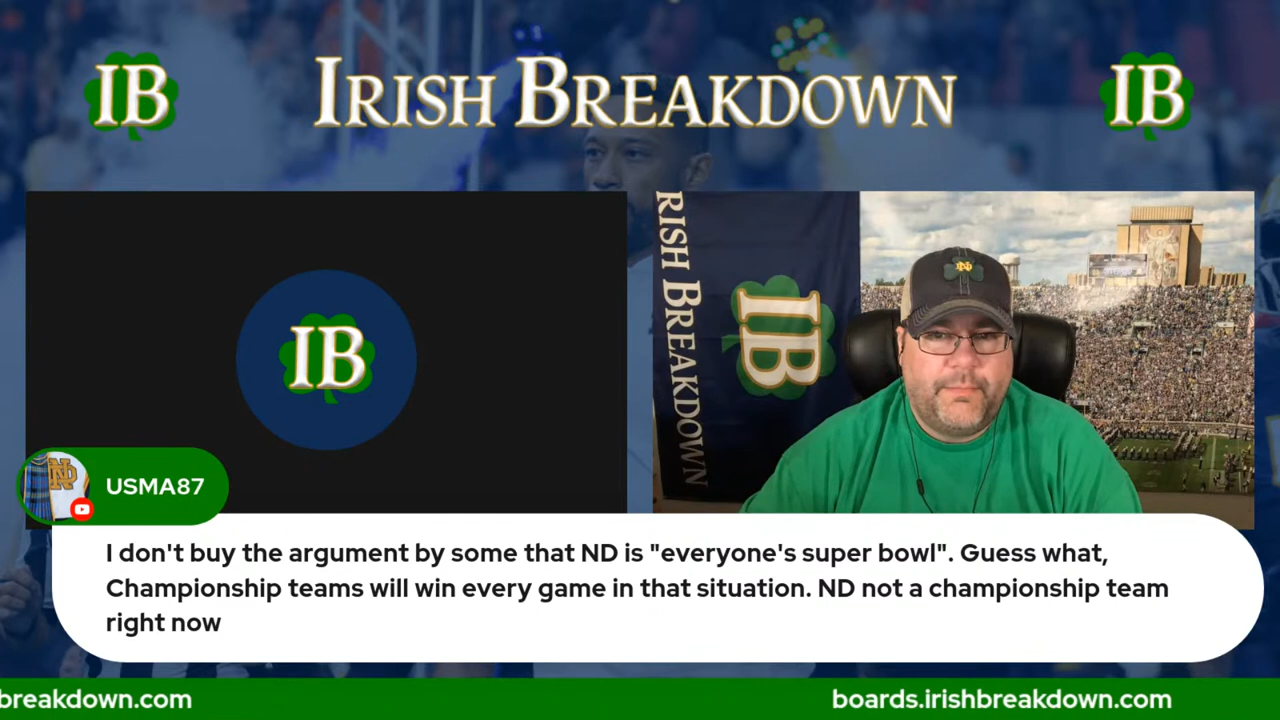 IB
IRISH BREAKDOWN
IB
IB
RISH BREAKDOWN
IB
ND
USMA87
I don't buy the argument by some that ND is "everyone's super bowl". Guess what,
Championship teams will win every game in that situation. ND not a championship team
right now
breakdown.com
boards.irishbreakdown.com